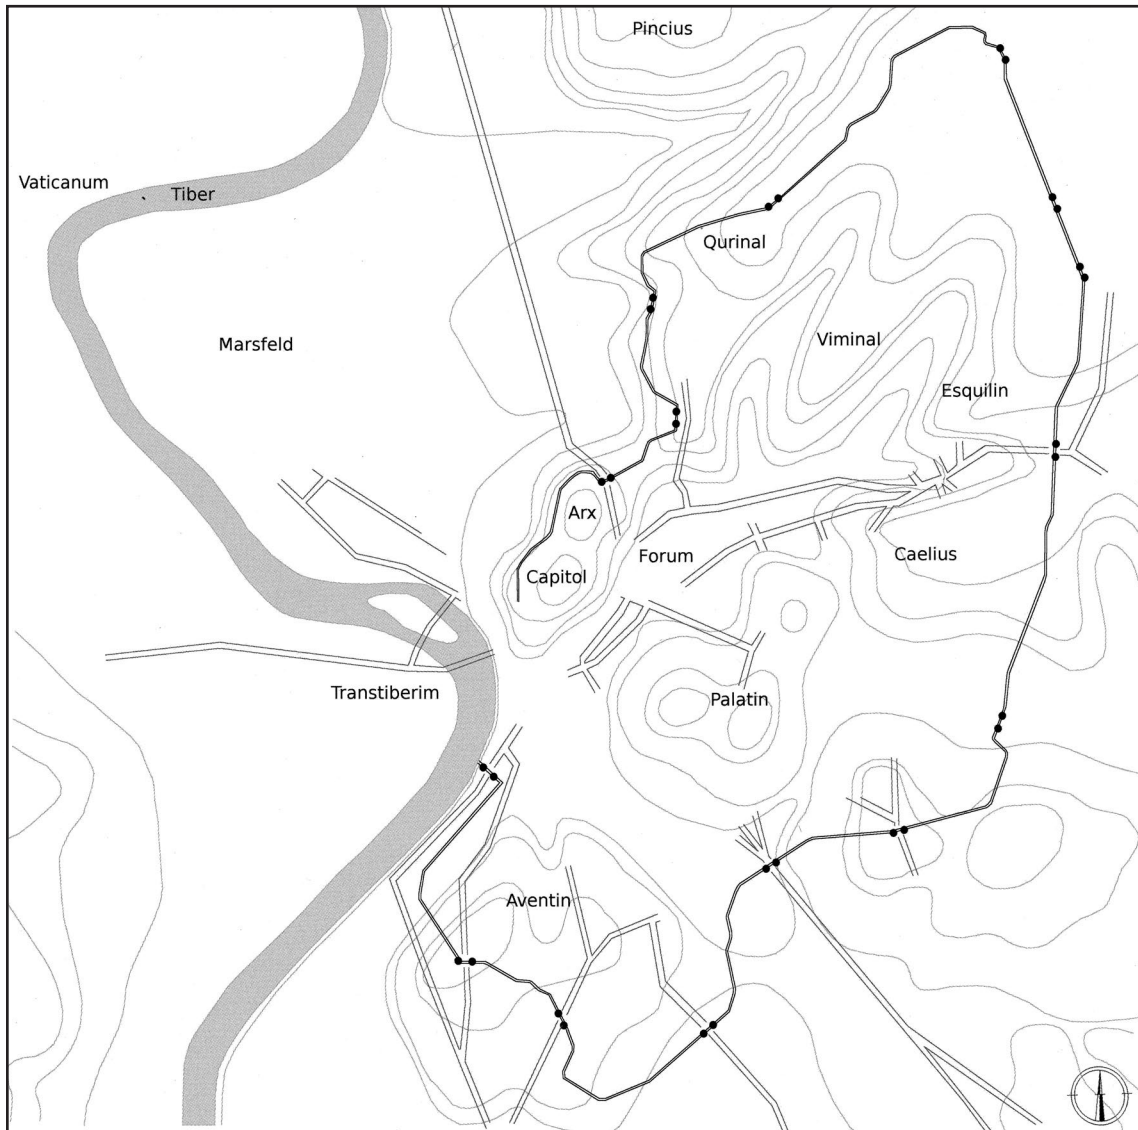 Pincius
Vaticanum
Tiber
Qurinal
Marsfeld
Viminal
Esquilin
Arx
Forum
Caelius
Capitol
Transtiberim
Palatin
Aventin